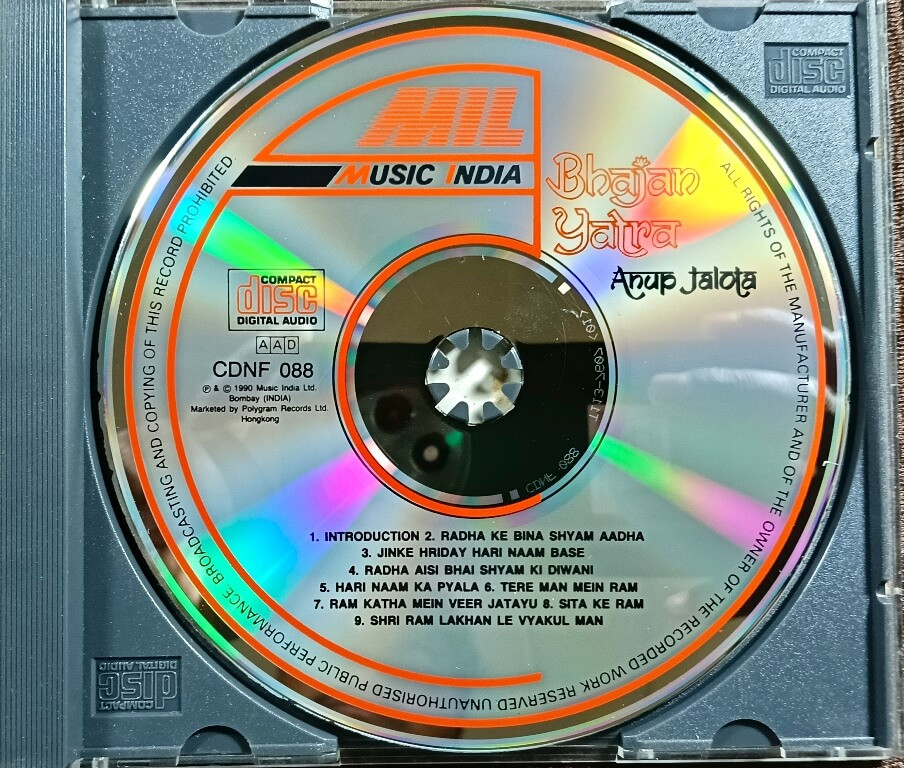 MIL
MUSIC INDIA
Bhajan
Yatra
Anup Jalota
COMPACT
disc
DIGITAL AUDIO
AAD
CDNF 088
℗ & © 1990 Music India Ltd.
Bombay (INDIA)
Marketed by Polygram Records Ltd.
Hongkong
1. INTRODUCTION 2. RADHA KE BINA SHYAM AADHA
3. JINKE HRIDAY HARI NAAM BASE
4. RADHA AISI BHAI SHYAM KI DIWANI
5. HARI NAAM KA PYALA 6. TERE MAN MEIN RAM
7. RAM KATHA MEIN VEER JATAYU 8. SITA KE RAM
9. SHRI RAM LAKHAN LE VYAKUL MAN
ALL RIGHTS OF THE MANUFACTURER AND OF THE OWNER OF THE RECORDED WORK RESERVED UNAUTHORISED PUBLIC PERFORMANCE BROADCASTING AND COPYING OF THIS RECORD PROHIBITED
CDNF 088
COMPACT
disc
DIGITAL AUDIO
COMPACT
disc
DIGITAL AUDIO